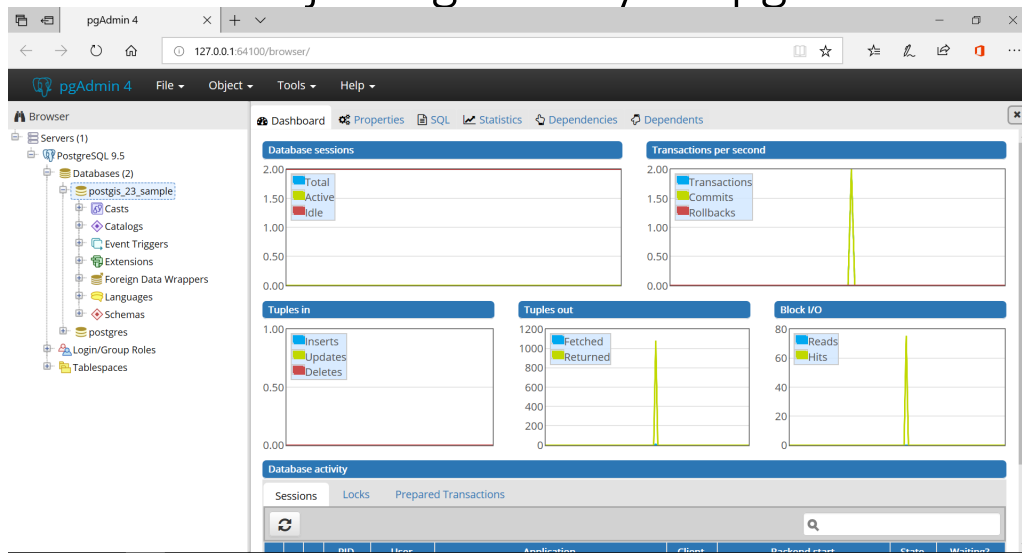 pgAdmin 4
127.0.0.1:64100/browser/
pgAdmin 4 File Object Tools Help
Browser
Servers (1)
PostgreSQL 9.5
Databases (2)
postgis_23_sample
Casts
Catalogs
Event Triggers
Extensions
Foreign Data Wrappers
Languages
Schemas
postgres
Login/Group Roles
Tablespaces
Dashboard Properties SQL Statistics Dependencies Dependents
Database sessions
2.00
1.50
1.00
0.50
0.00
Total
Active
Idle
Transactions per second
2.00
1.50
1.00
0.50
0.00
Transactions
Commits
Rollbacks
Tuples in
1.00
0.50
0.00
Inserts
Updates
Deletes
Tuples out
1200
1000
800
600
400
200
0
Fetched
Returned
Block I/O
80
60
40
20
0
Reads
Hits
Database activity
Sessions Locks Prepared Transactions
PID User Application Client Backend start State Waiting?